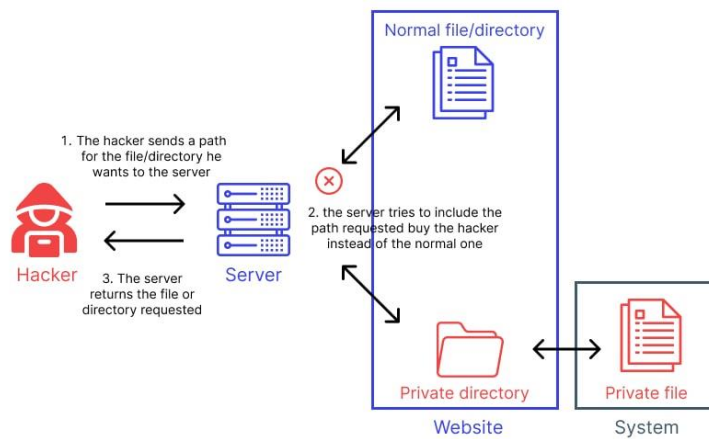 Normal file/directory
1. The hacker sends a path
for the file/directory he
wants to the server
2. the server tries to include the
path requested buy the hacker
instead of the normal one
Hacker
Server
3. The server
returns the file or
directory requested
Private directory
Private file
Website
System